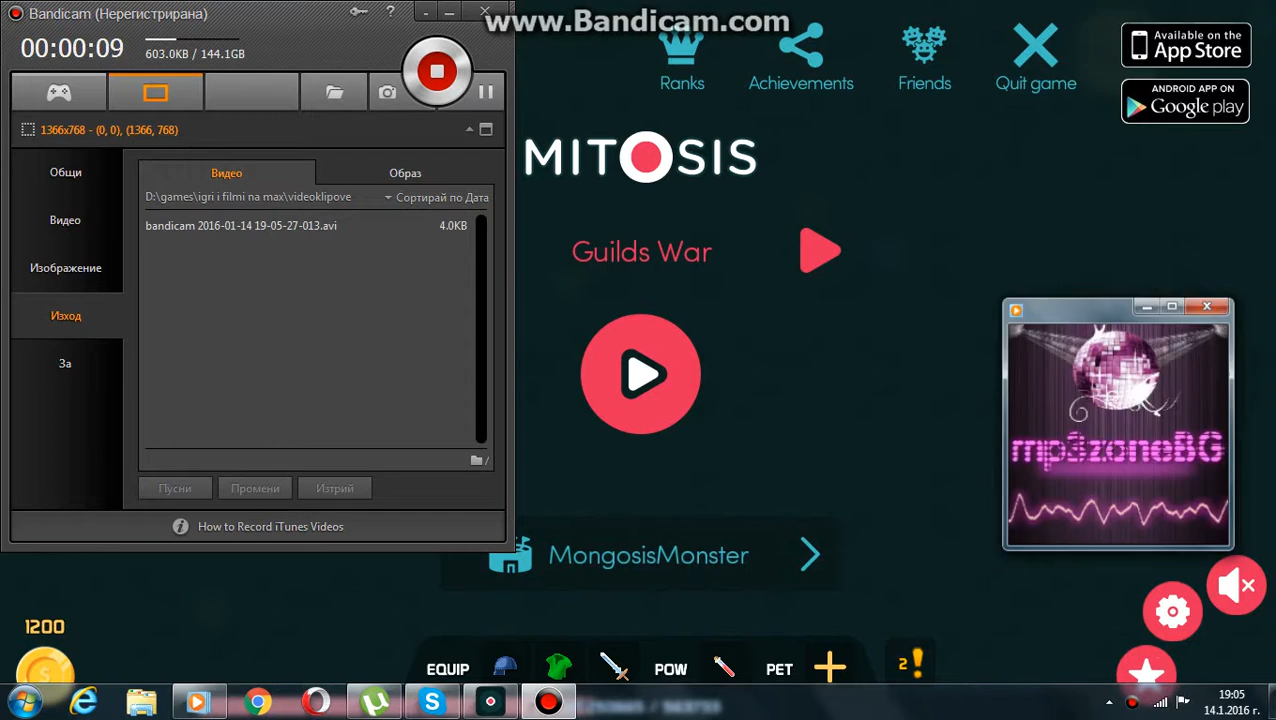 Bandicam (Нерегистрирана)
www.Bandicam.com
00:00:09
603.0KB / 144.1GB
1366x768 - (0, 0), (1366, 768)
Общи
Видео
Изображение
Изход
За
Видео
Образ
D:\games\igri i filmi na max\videoklipove
Сортирай по Дата
bandicam 2016-01-14 19-05-27-013.avi
4.0KB
Пусни
Промени
Изтрий
How to Record iTunes Videos
Ranks
Achievements
Friends
Quit game
Available on
App Store
ANDROID APP ON
Google play
MITOSIS
Guilds War
mp3zoneBG
MongosisMonster
1200
EQUIP
POW
PET
2
19:05
14.1.2016 г.